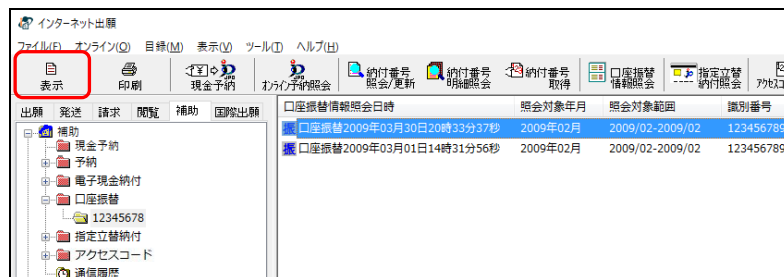 インターネット出願
ファイル(F) オンライン(O) 目録(M) 表示(V) ツール(T) ヘルプ(H)
表示 印刷 現金予納 オンライン予納照会 納付番号照会/更新 納付番号明細照会 納付番号取得 口座振替情報照会 指定立替納付照会
出願 発送 請求 閲覧 補助 国際出願
口座振替情報照会日時 照会対象年月 照会対象範囲 識別番号
振 口座振替2009年03月30日20時33分37秒 2009年02月 2009/02-2009/02 123456789
振 口座振替2009年03月01日14時31分56秒 2009年02月 2009/02-2009/02 123456789
補助
現金予納
予納
電子現金納付
口座振替
12345678
指定立替納付
アクセスコード
通信履歴